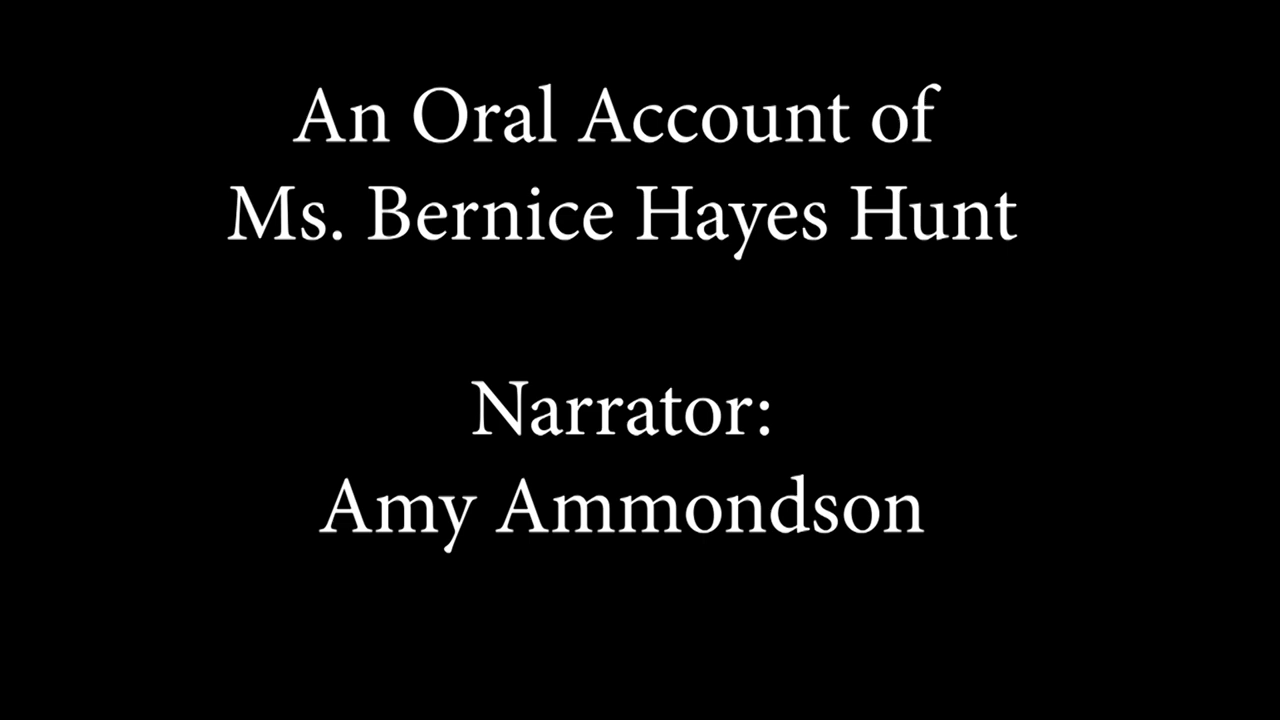 An Oral Account of
Ms. Bernice Hayes Hunt
Narrator:
Amy Ammondson